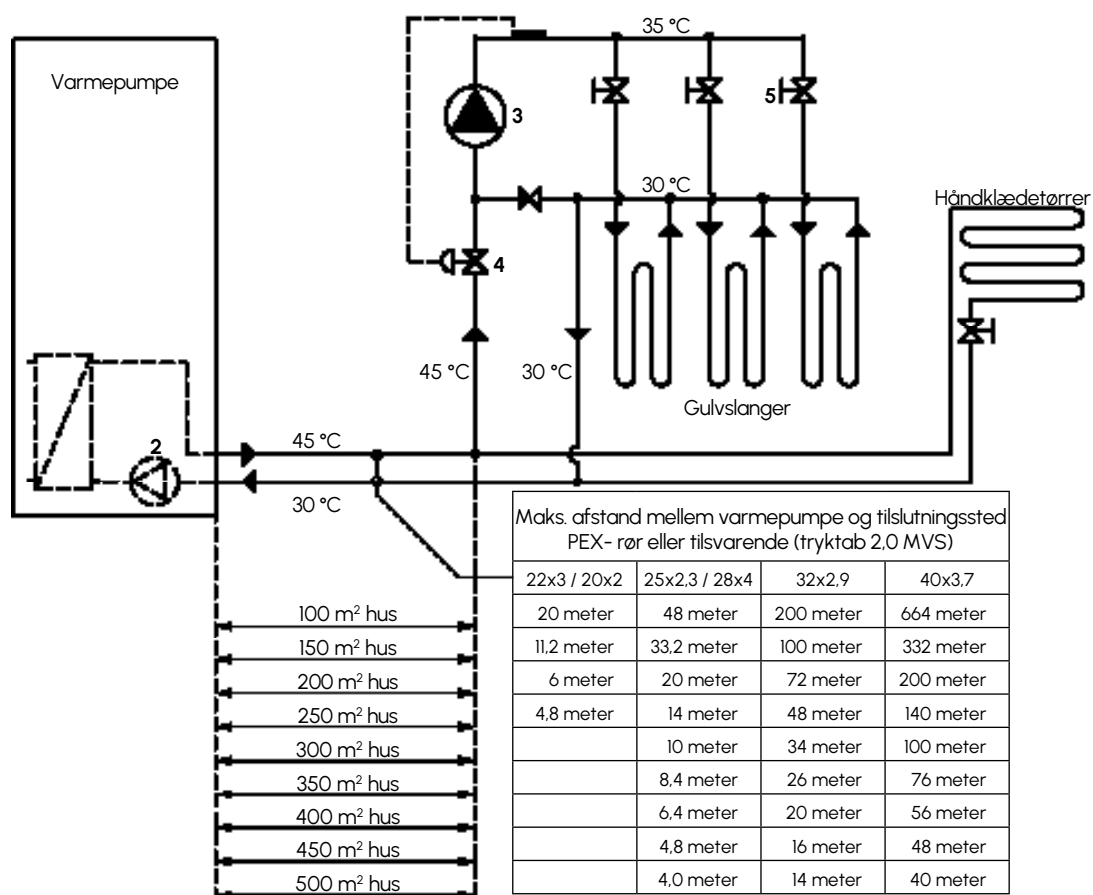 35 °C
Varmepumpe
3
5
30 °C
Håndklædetørrer
4
45 °C
30 °C
Gulvslanger
2
45 °C
30 °C
Maks. afstand mellem varmepumpe og tilslutningssted
PEX- rør eller tilsvarende (tryktab 2,0 MVS)
22x3 / 20x2 25x2,3 / 28x4 32x2,9 40x3,7
100 m² hus 20 meter 48 meter 200 meter 664 meter
150 m² hus 11,2 meter 33,2 meter 100 meter 332 meter
200 m² hus 6 meter 20 meter 72 meter 200 meter
250 m² hus 4,8 meter 14 meter 48 meter 140 meter
300 m² hus 10 meter 34 meter 100 meter
350 m² hus 8,4 meter 26 meter 76 meter
400 m² hus 6,4 meter 20 meter 56 meter
450 m² hus 4,8 meter 16 meter 48 meter
500 m² hus 4,0 meter 14 meter 40 meter